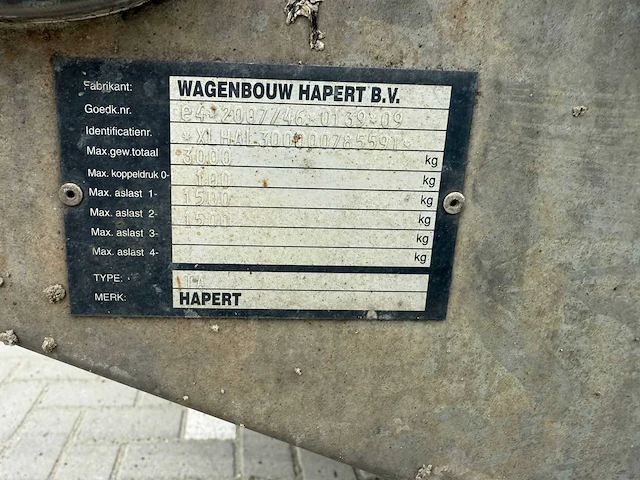 Fabrikant: WAGENBOUW HAPERT B.V.
Goedk.nr. e4*2007/46*0139*09
Identificatienr.
Max.gew.totaal 3000 kg
Max. koppeldruk 0- 100 kg
Max. aslast 1- 1500 kg
Max. aslast 2- 1500 kg
Max. aslast 3- kg
Max. aslast 4- kg
TYPE:
MERK: HAPERT